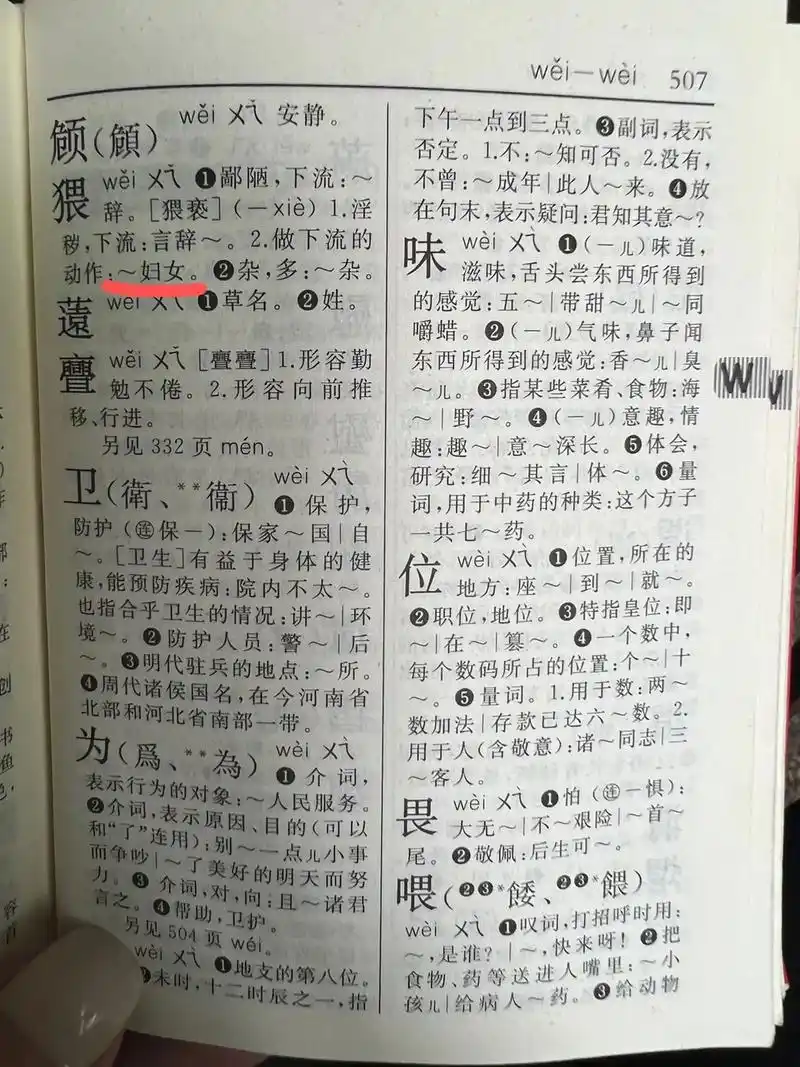 wěi—wèi 507
𬱟(頠) wěi ㄨㄟˇ 安静。
猥 wěi ㄨㄟˇ ❶鄙陋,下流:～
辞。[猥亵](－xiè) 1.淫
秽,下流:言辞～。2.做下流的
动作:～妇女。❷杂,多:～杂。
薳 wěi ㄨㄟˇ ❶草名。❷姓。
亹 wěi ㄨㄟˇ [亹亹]1.形容勤
勉不倦。2.形容向前推
移、行进。
另见 332 页 mén。
卫(衛、**衞) wèi ㄨㄟˋ
❶保护,
防护(㊣保－):保家～国|自
～。[卫生]有益于身体的健
康,能预防疾病:院内不太～。
也指合乎卫生的情况:讲～|环
境～。❷防护人员:警～|后
～。❸明代驻兵的地点:～所。
❹周代诸侯国名,在今河南省
北部和河北省南部一带。
为(爲、**為) wèi ㄨㄟˋ
❶介词,
表示行为的对象:～人民服务。
❷介词,表示原因、目的(可以
和“了”连用):别～一点儿小事
而争吵|～了美好的明天而努
力。❸介词,对,向:且～诸君
言之。❹帮助,卫护。
另见 504 页 wéi。
wèi ㄨㄟˋ ❶地支的第八位。
❷未时,十二时辰之一,指
下午一点到三点。❸副词,表示
否定。1.不:～知可否。2.没有,
不曾:～成年|此人～来。❹放
在句末,表示疑问:君知其意～?
味 wèi ㄨㄟˋ ❶(－儿)味道,
滋味,舌头尝东西所得到
的感觉:五～|带甜～儿|～同
嚼蜡。❷(－儿)气味,鼻子闻
东西所得到的感觉:香～儿|臭
～儿。❸指某些菜肴、食物:海
～|野～。❹(－儿)意趣,情
趣:趣～|意～深长。❺体会,
研究:细～其言|体～。❻量
词,用于中药的种类:这个方子
一共七～药。
位 wèi ㄨㄟˋ ❶位置,所在的
地方:座～|到～|就～。
❷职位,地位。❸特指皇位:即
～|在～|篡～。❹一个数中,
每个数码所占的位置:个～|十
～。❺量词。1.用于数:两～
数加法|存款已达六～数。2.
用于人(含敬意):诸～同志|三
～客人。
畏 wèi ㄨㄟˋ ❶怕(㊣－惧):
大无～|不～艰险|～首～
尾。❷敬佩:后生可～。
喂(❷❸*餧、❷❸*餵)
wèi ㄨㄟˋ ❶叹词,打招呼时用:
～,是谁?|～,快来呀!❷把
食物、药等送进人嘴里:～小
孩儿|给病人～药。❸给动物
W